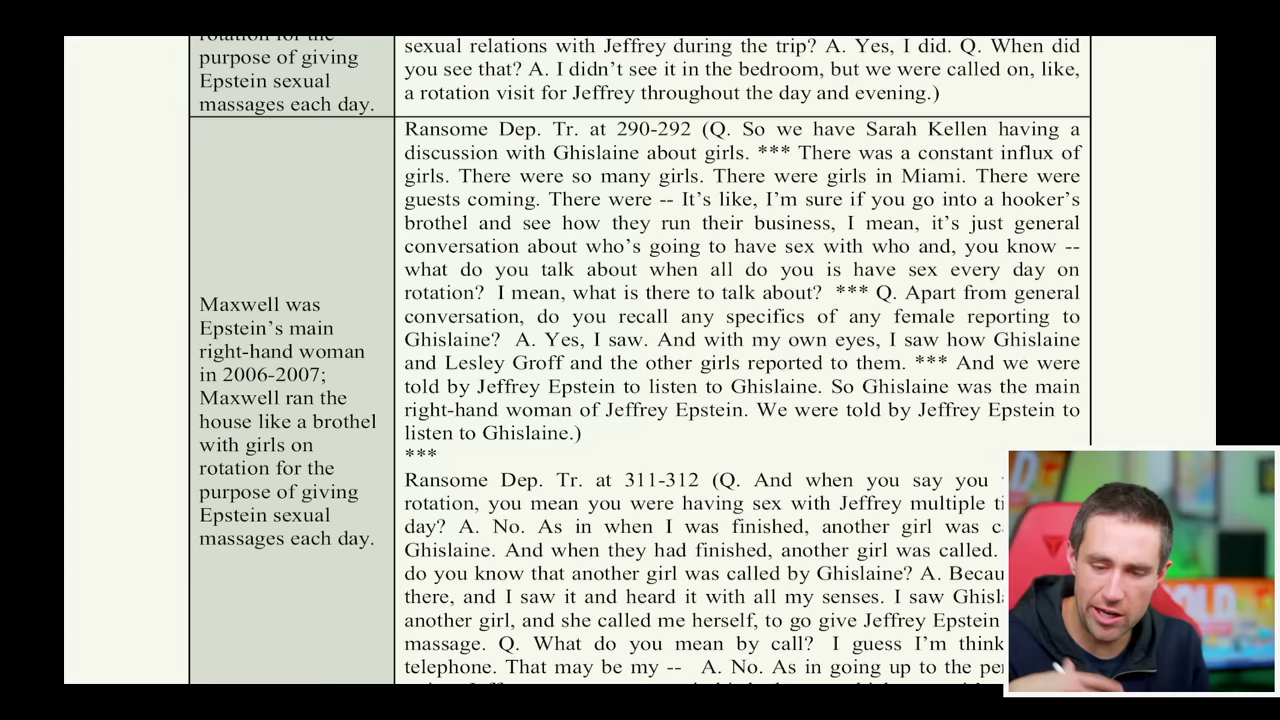 rotation for the
purpose of giving
Epstein sexual
massages each day.
sexual relations with Jeffrey during the trip? A. Yes, I did. Q. When did
you see that? A. I didn’t see it in the bedroom, but we were called on, like,
a rotation visit for Jeffrey throughout the day and evening.)
Maxwell was
Epstein’s main
right-hand woman
in 2006-2007;
Maxwell ran the
house like a brothel
with girls on
rotation for the
purpose of giving
Epstein sexual
massages each day.
Ransome Dep. Tr. at 290-292 (Q. So we have Sarah Kellen having a
discussion with Ghislaine about girls. *** There was a constant influx of
girls. There were so many girls. There were girls in Miami. There were
guests coming. There were -- It’s like, I’m sure if you go into a hooker’s
brothel and see how they run their business, I mean, it’s just general
conversation about who’s going to have sex with who and, you know --
what do you talk about when all do you is have sex every day on
rotation? I mean, what is there to talk about? *** Q. Apart from general
conversation, do you recall any specifics of any female reporting to
Ghislaine? A. Yes, I saw. And with my own eyes, I saw how Ghislaine
and Lesley Groff and the other girls reported to them. *** And we were
told by Jeffrey Epstein to listen to Ghislaine. So Ghislaine was the main
right-hand woman of Jeffrey Epstein. We were told by Jeffrey Epstein to
listen to Ghislaine.)
***
Ransome Dep. Tr. at 311-312 (Q. And when you say you
rotation, you mean you were having sex with Jeffrey multiple
day? A. No. As in when I was finished, another girl was
Ghislaine. And when they had finished, another girl was called.
do you know that another girl was called by Ghislaine? A.
there, and I saw it and heard it with all my senses. I saw
another girl, and she called me herself, to go give Jeffrey Epstein
massage. Q. What do you mean by call? I guess I’m
telephone. That may be my -- A. No. As in going up to the